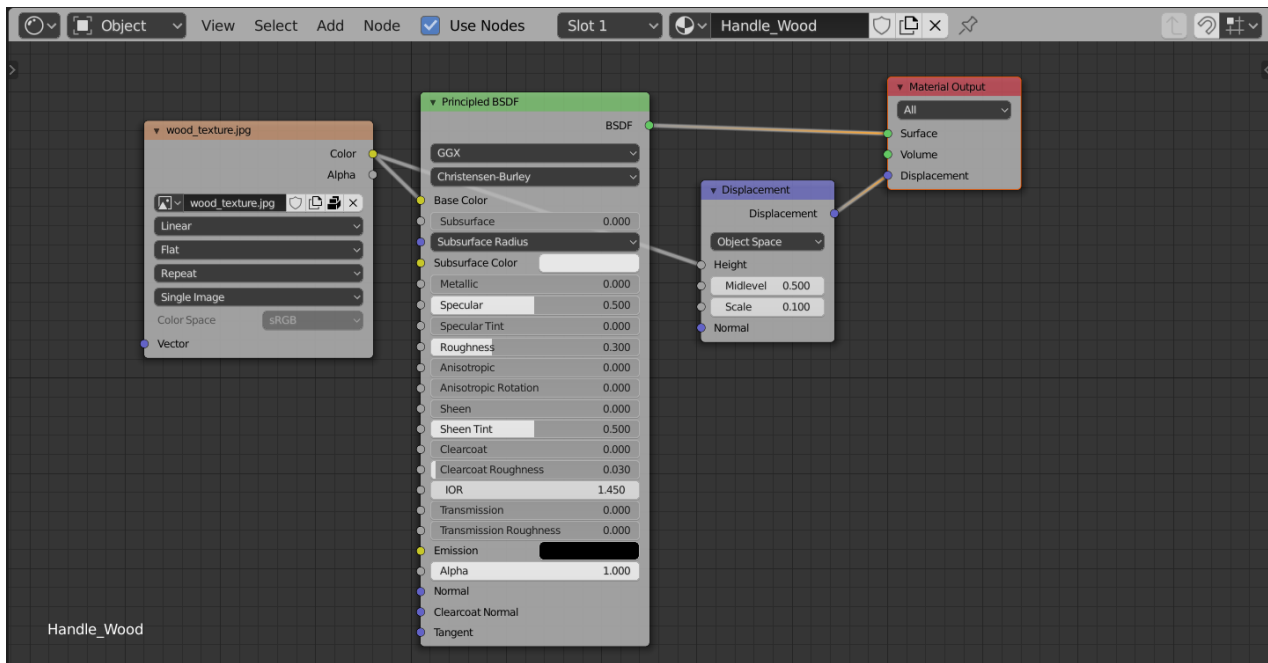 Object View Select Add Node Use Nodes Slot 1 Handle_Wood
wood_texture.jpg
Color
Alpha
wood_texture.jpg
Linear
Flat
Repeat
Single Image
Color Space sRGB
Vector
Principled BSDF
BSDF
GGX
Christensen-Burley
Base Color
Subsurface 0.000
Subsurface Radius
Subsurface Color
Metallic 0.000
Specular 0.500
Specular Tint 0.000
Roughness 0.300
Anisotropic 0.000
Anisotropic Rotation 0.000
Sheen 0.000
Sheen Tint 0.500
Clearcoat 0.000
Clearcoat Roughness 0.030
IOR 1.450
Transmission 0.000
Transmission Roughness 0.000
Emission
Alpha 1.000
Normal
Clearcoat Normal
Tangent
Displacement
Displacement
Object Space
Height
Midlevel 0.500
Scale 0.100
Normal
Material Output
All
Surface
Volume
Displacement
Handle_Wood